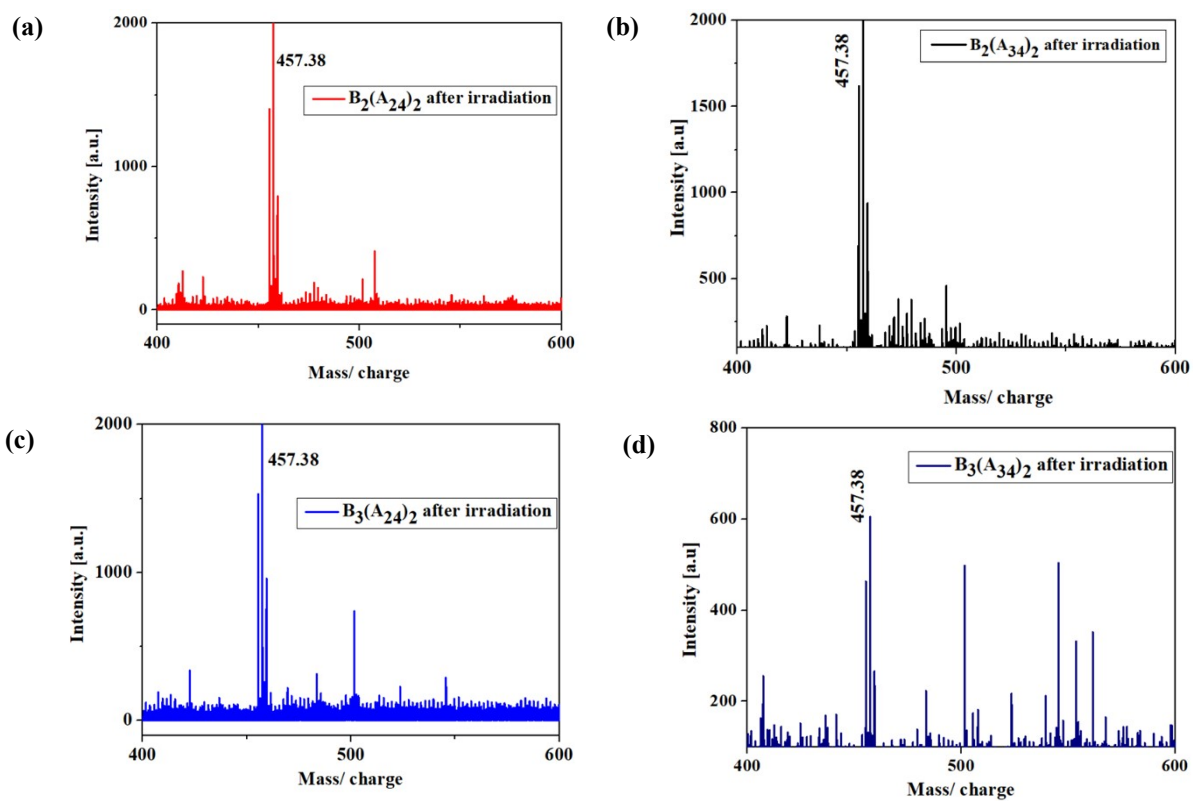 (a)
2000
1000
0
457.38
B2(A24)2 after irradiation
Intensity [a.u.]
400
500
600
Mass/ charge
(b)
2000
1500
1000
500
457.38
B2(A34)2 after irradiation
Intensity [a.u]
400
500
600
Mass/ charge
(c)
2000
1000
0
457.38
B3(A24)2 after irradiation
Intensity [a.u.]
400
500
600
Mass/ charge
(d)
800
600
400
200
457.38
B3(A34)2 after irradiation
Intensity [a.u]
400
500
600
Mass/ charge